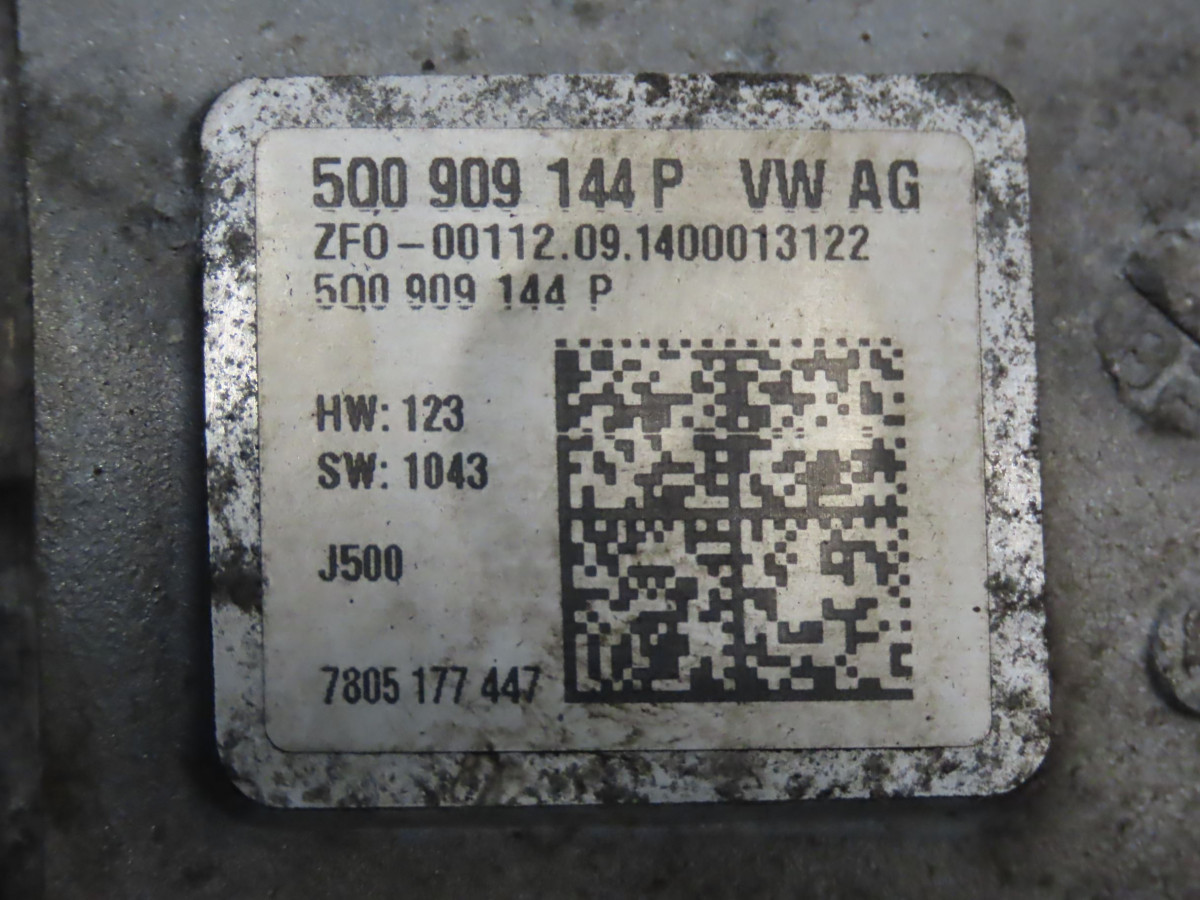 5Q0 909 144 P VW AG
ZF0-00112.09.1400013122
5Q0 909 144 P
HW: 123
SW: 1043
J500
7805 177 447